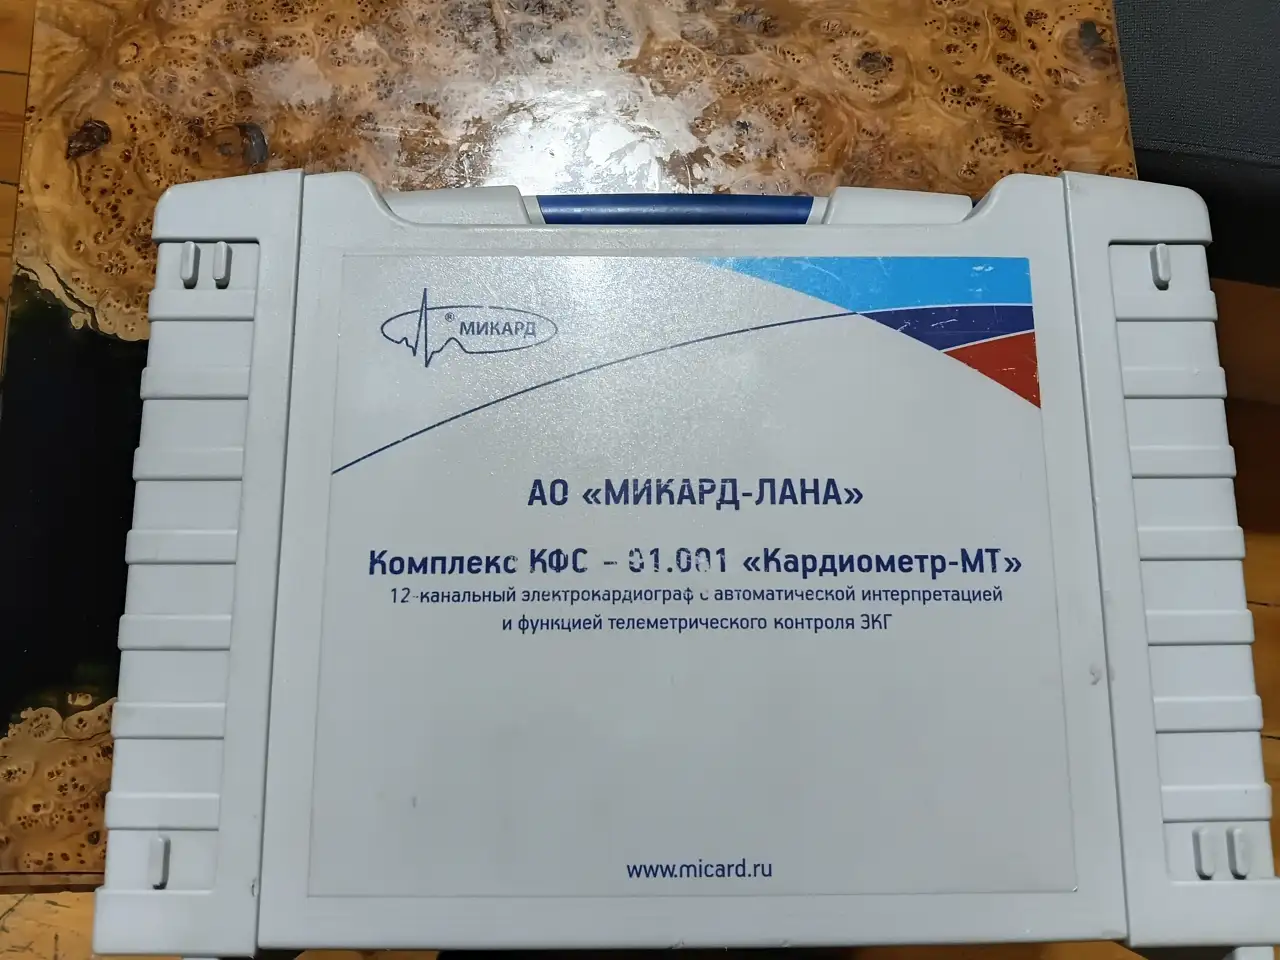 ® МИКАРД
АО «МИКАРД-ЛАНА»
Комплекс КФС – 01.001 «Кардиометр-МТ»
12-канальный электрокардиограф с автоматической интерпретацией
и функцией телеметрического контроля ЭКГ
www.micard.ru